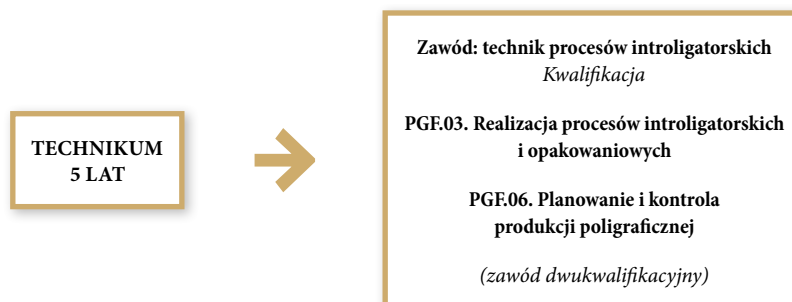 TECHNIKUM
5 LAT
Zawód: technik procesów introligatorskich
Kwalifikacja
PGF.03. Realizacja procesów introligatorskich
i opakowaniowych
PGF.06. Planowanie i kontrola
produkcji poligraficznej
(zawód dwukwalifikacyjny)